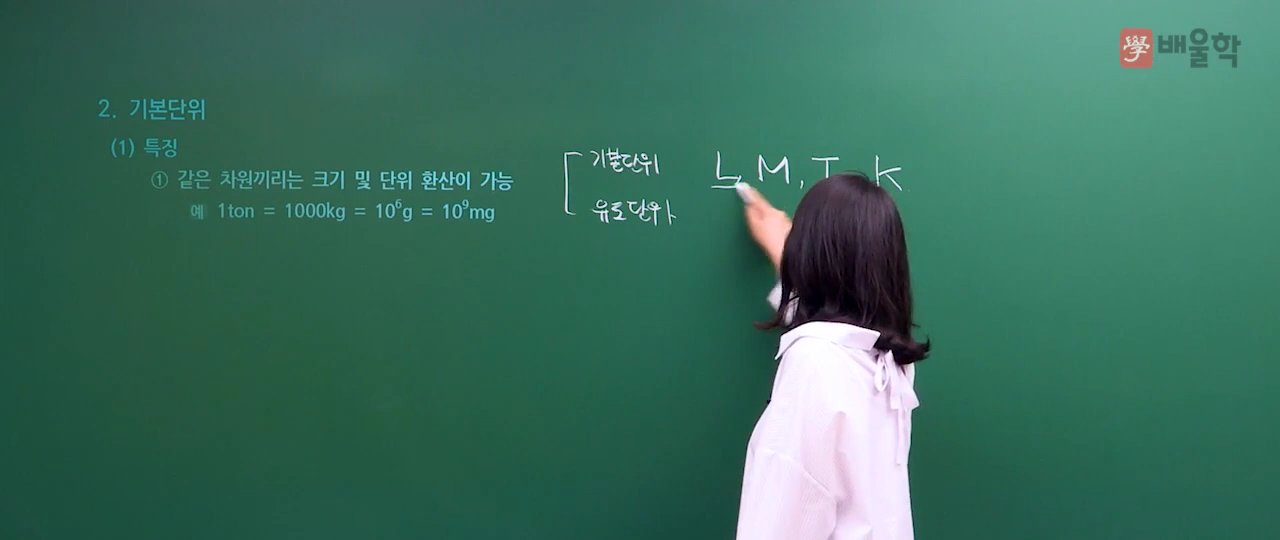 學 배울학
2. 기본단위
(1) 특징
① 같은 차원끼리는 크기 및 단위 환산이 가능
예 1ton = 1000kg = 10⁶g = 10⁹mg
기본단위 L M, T K
유도단위